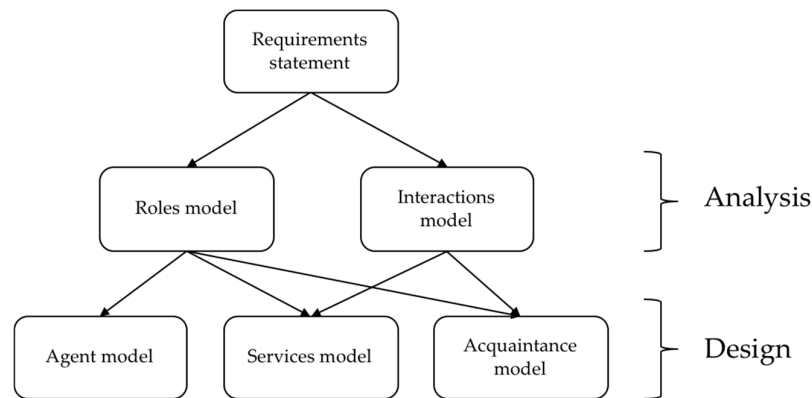 Requirements
statement
Roles model
Interactions
model
Analysis
Agent model
Services model
Acquaintance
model
Design